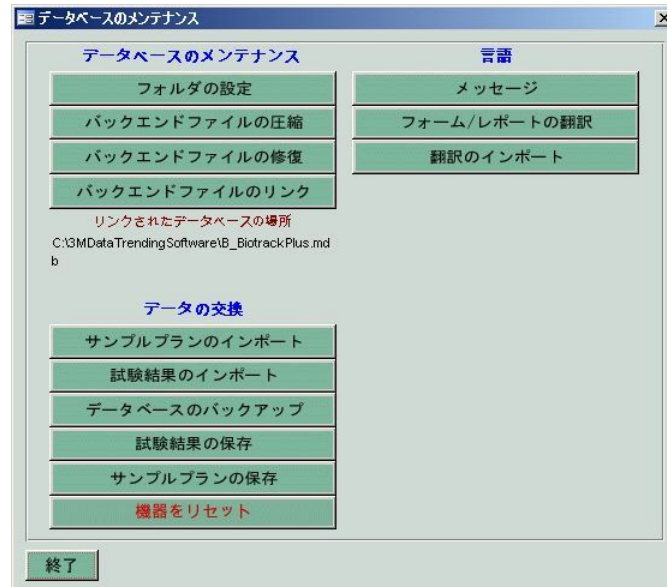 データベースのメンテナンス
データベースのメンテナンス
フォルダの設定
バックエンドファイルの圧縮
バックエンドファイルの修復
バックエンドファイルのリンク
リンクされたデータベースの場所
C:\3MDataTrendingSoftware\B_BiotrackPlus.md
b
データの交換
サンプルプランのインポート
試験結果のインポート
データベースのバックアップ
試験結果の保存
サンプルプランの保存
機器をリセット
言語
メッセージ
フォーム/レポートの翻訳
翻訳のインポート
終了